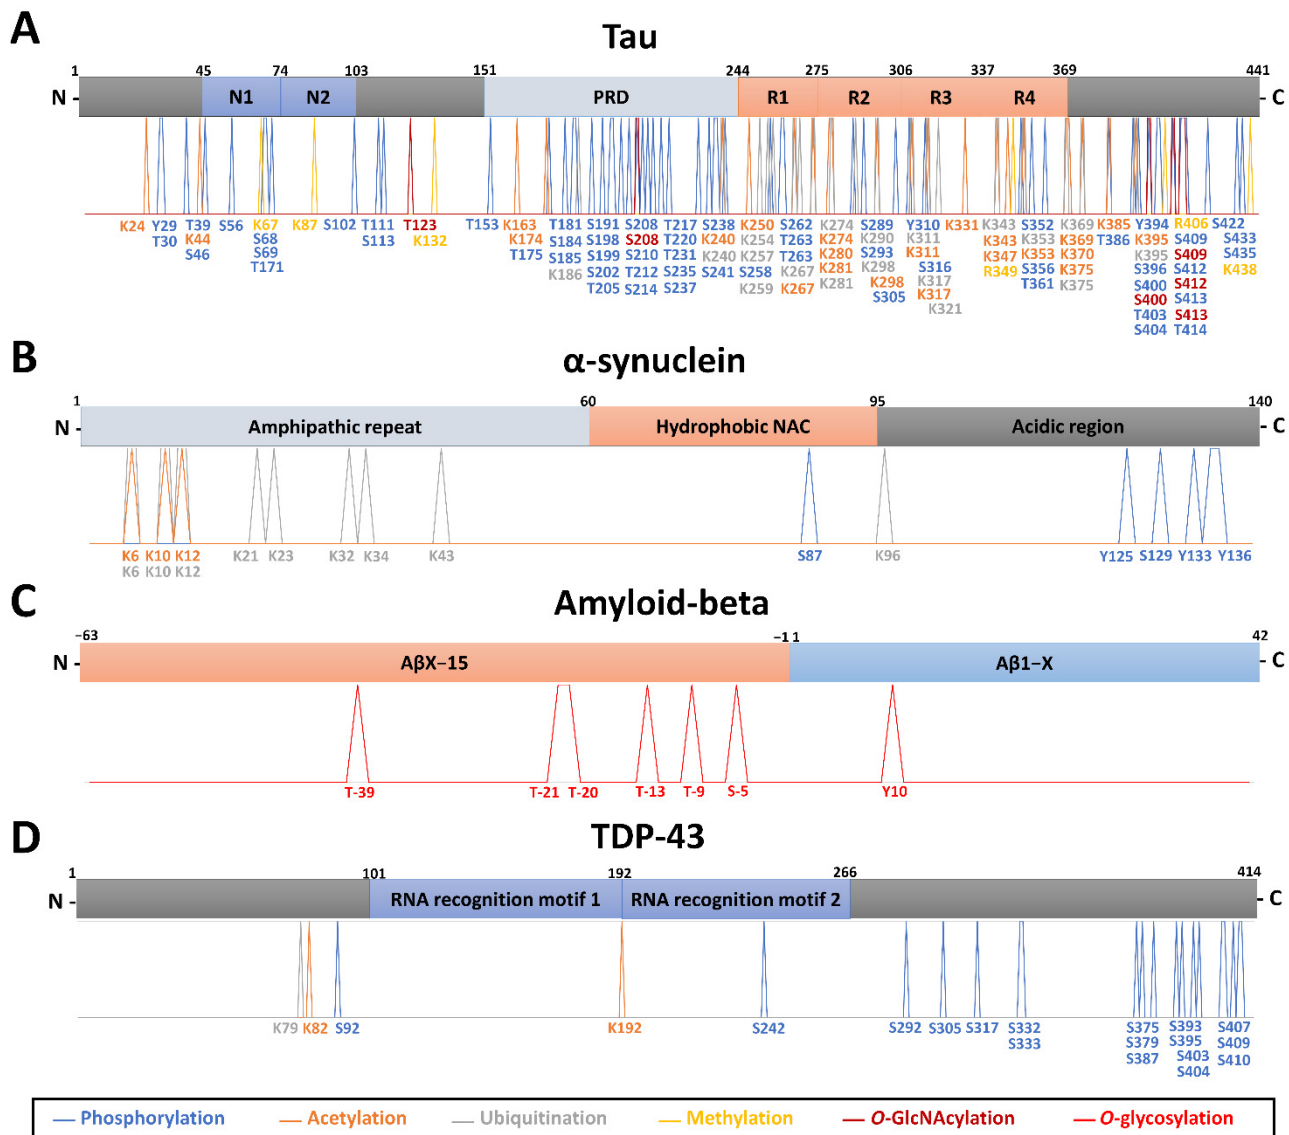 A
Tau
1 45 74 103 151 244 275 306 337 369 441
N - N1 N2 PRD R1 R2 R3 R4 - C
K24 Y29 T39 S56 K67 K87 S102 T111 T123 K132 T153 K163 T181 S191 S208 T217 S238 K250 S262 K274 S289 Y310 K331 K343 S352 K369 K385 Y394 R406 S422
T30 K44 S68 S113 K174 S184 S198 S208 T220 K240 K254 T263 K274 K290 K311 K343 K353 K369 T386 K395 S409 S433
S46 S69 T175 S185 S199 S210 T231 K240 K257 T263 K280 S293 K311 K347 K353 K370 K395 S409 S435
T171 K186 S202 T212 S235 S241 S258 K267 K281 K298 S316 R349 S356 K375 S396 S412 K438
T205 S214 S237 K259 K267 K281 K298 K317 T361 K375 S400 S412
S305 K317 S400 S413
K321 T403 S413
S404 T414
B
α-synuclein
1 60 95 140
N - Amphipathic repeat Hydrophobic NAC Acidic region - C
K6 K10 K12 K21 K23 K32 K34 K43 S87 K96 Y125 S129 Y133 Y136
K6 K10 K12
C
Amyloid-beta
−63 −1 1 42
N - AβX−15 Aβ1−X - C
T-39 T-21 T-20 T-13 T-9 S-5 Y10
D
TDP-43
1 101 192 266 414
N - RNA recognition motif 1 RNA recognition motif 2 - C
K79 K82 S92 K192 S242 S292 S305 S317 S332 S375 S393 S407
S333 S379 S395 S409
S387 S403 S410
S404
Phosphorylation Acetylation Ubiquitination Methylation O-GlcNAcylation O-glycosylation